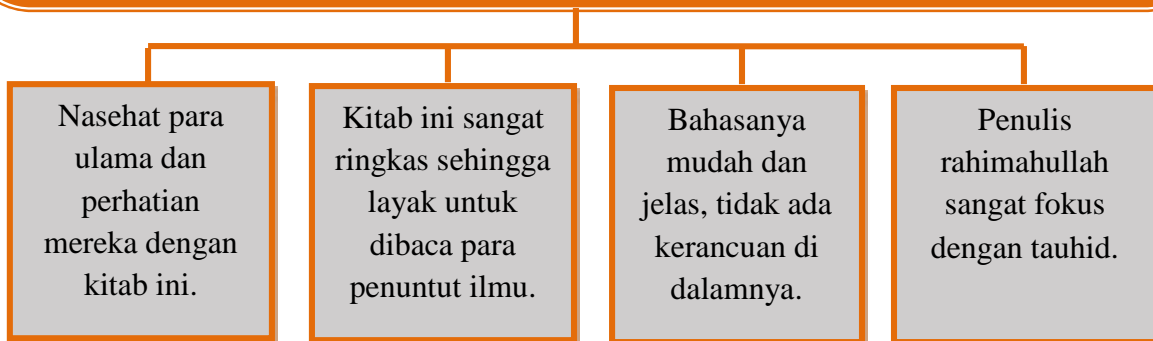 Nasehat para
ulama dan
perhatian
mereka dengan
kitab ini.
Kitab ini sangat
ringkas sehingga
layak untuk
dibaca para
penuntut ilmu.
Bahasanya
mudah dan
jelas, tidak ada
kerancuan di
dalamnya.
Penulis
rahimahullah
sangat fokus
dengan tauhid.